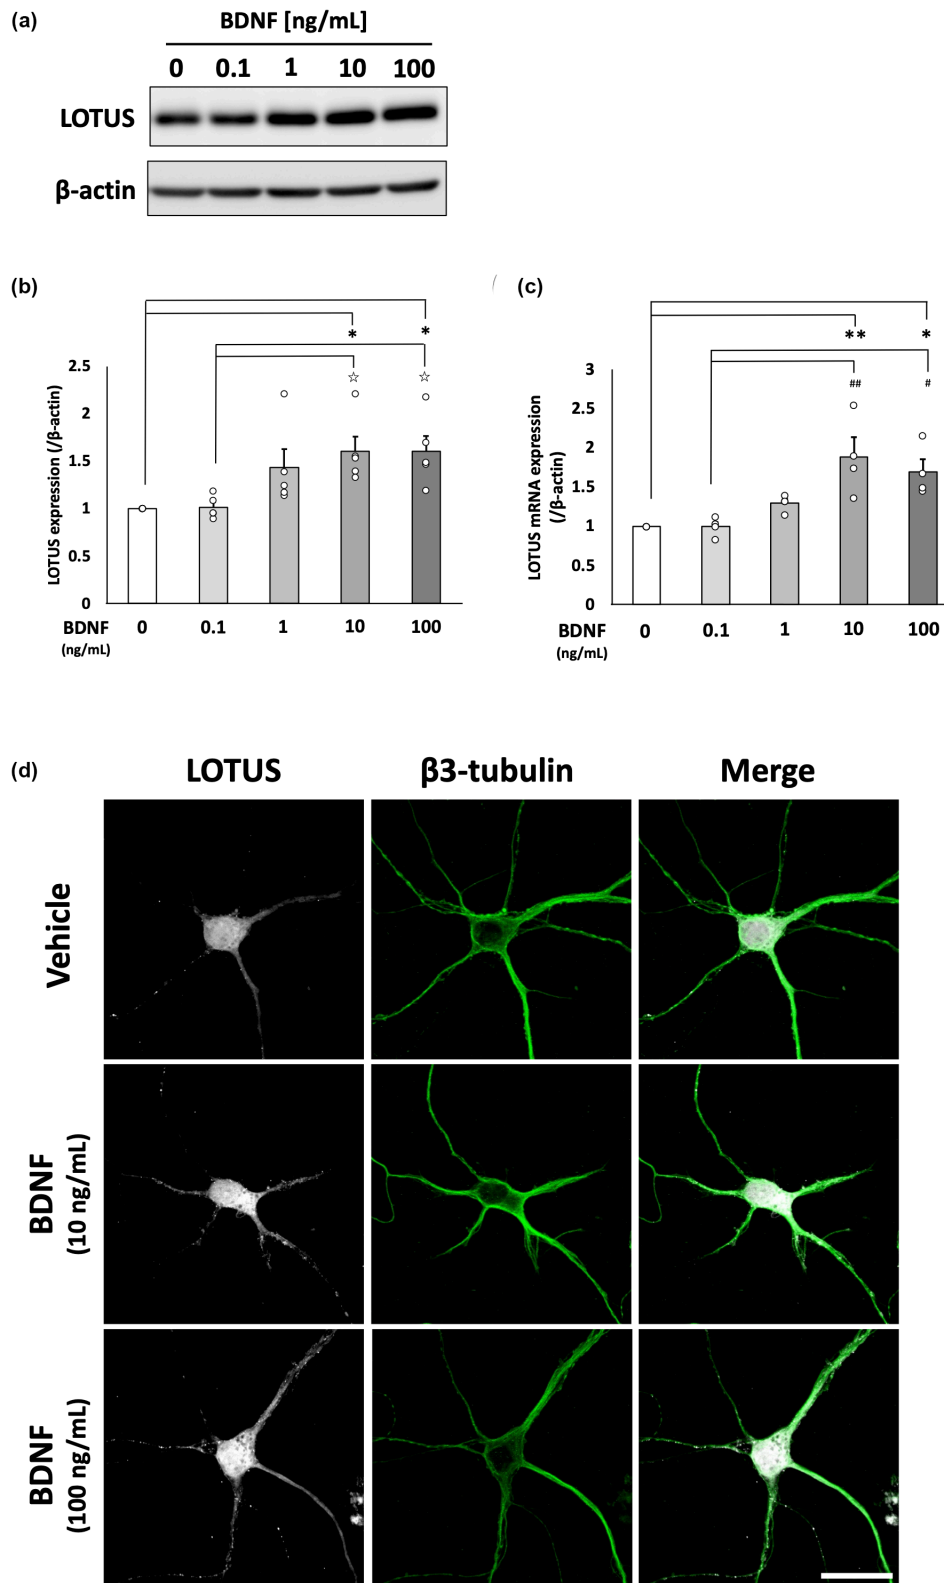 (a)
BDNF [ng/mL]
0 0.1 1 10 100
LOTUS
β-actin
(b)
* *
☆ ☆
LOTUS expression (/β-actin)
2.5
2
1.5
1
0.5
0
BDNF 0 0.1 1 10 100
(ng/mL)
(c)
** *
## #
LOTUS mRNA expression
(/β-actin)
3
2.5
2
1.5
1
0.5
0
BDNF 0 0.1 1 10 100
(ng/mL)
(d)
LOTUS β3-tubulin Merge
Vehicle
BDNF
(10 ng/mL)
BDNF
(100 ng/mL)